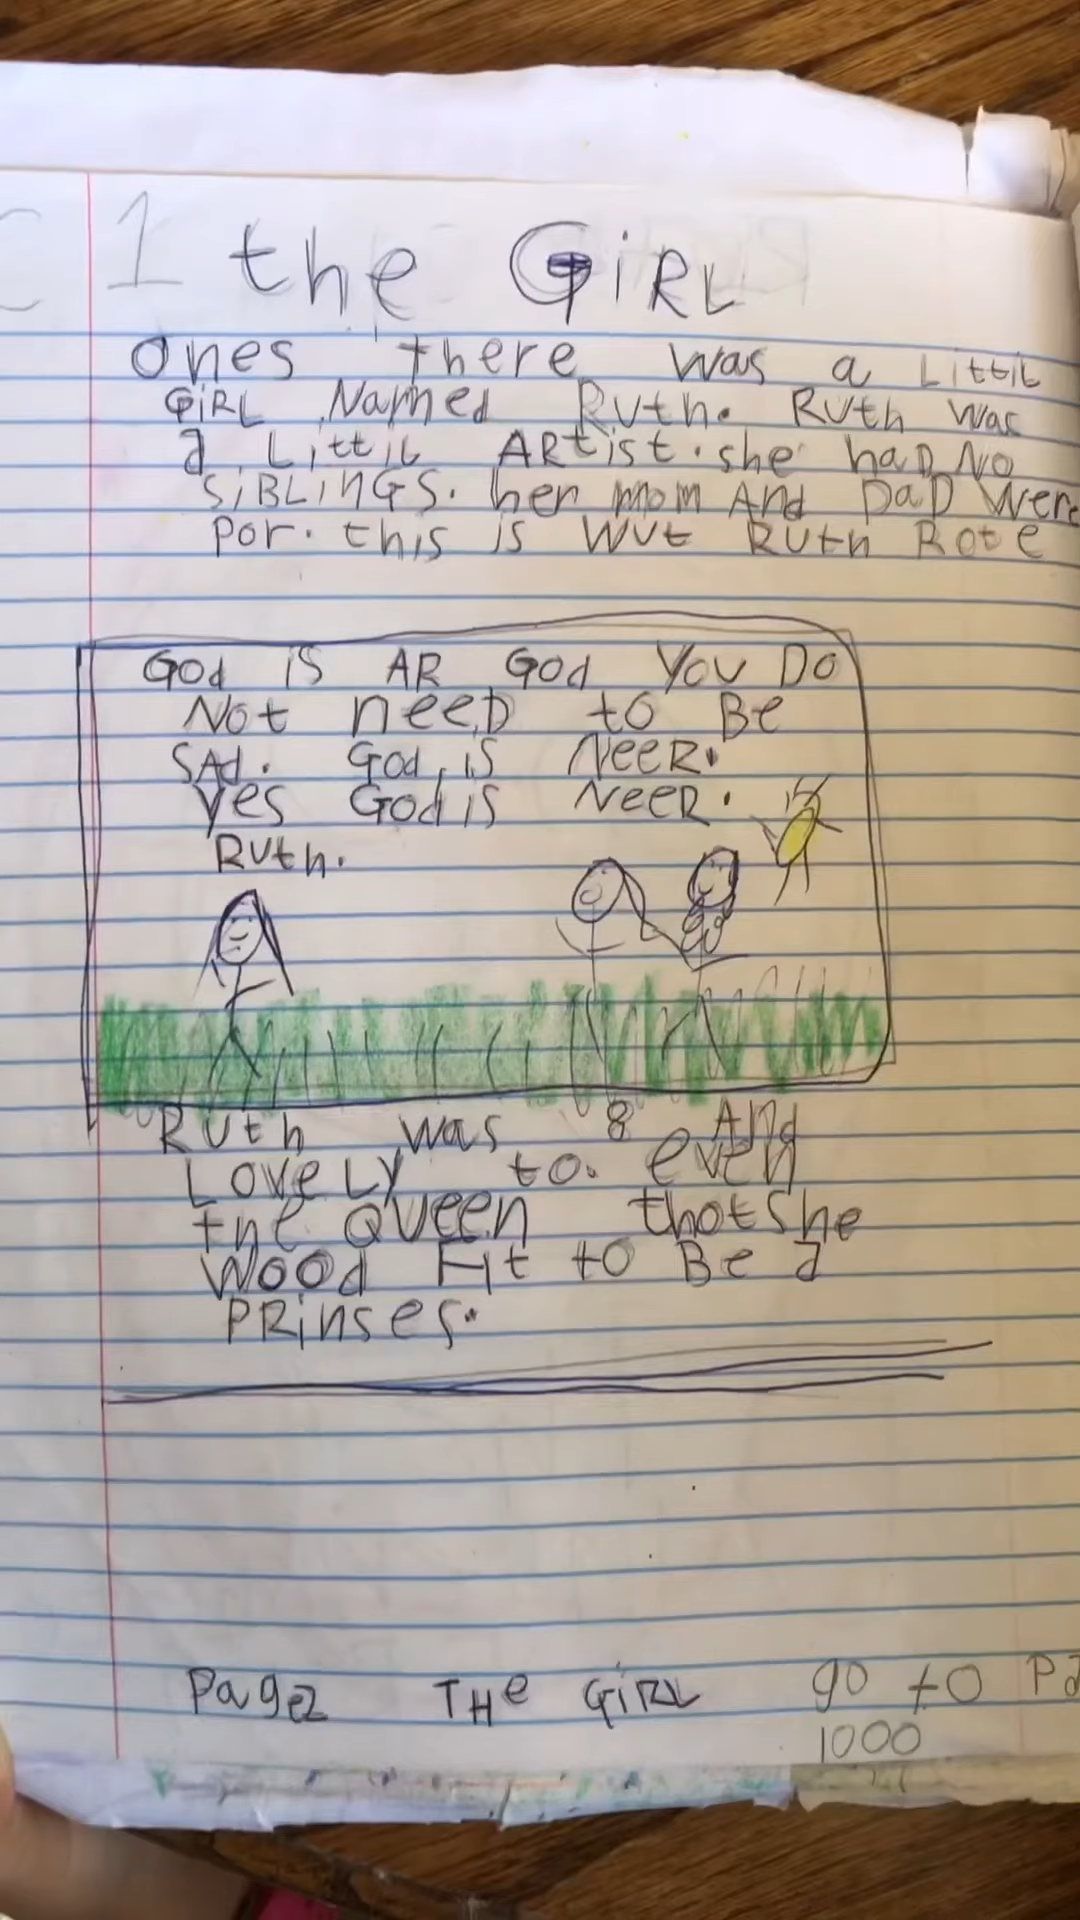 1 the GiRL
ones there was a Littil
GiRL Named Ruth. Ruth was
a Littil ARtist. she had No
SiBLiNGS. her mom And DaD were
Por. this is wut Ruth Rote
God iS AR God You Do
Not neeD to Be
SAd. God is NeeR.
Yes God is NeeR.
Ruth.
Ruth was 8 And
LoveLy to. even
the Queen thot She
Wood Fit to Be a
PRinses.
Page2 THe GiRL go to Pa
1000